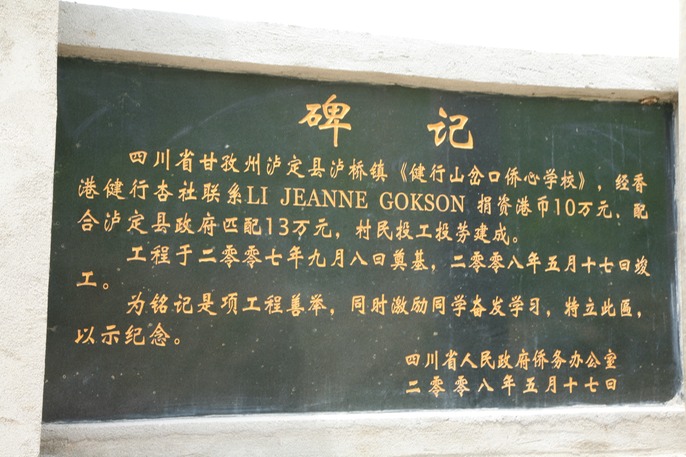 碑记
四川省甘孜州泸定县泸桥镇《健行山岔口侨心学校》，经香
港健行杏社联系LI JEANNE GOKSON 捐资港币10万元、配
合泸定县政府匹配13万元，村民投工投劳建成。
工程于二零零七年九月八日奠基，二零零八年五月十七日竣
工。
为铭记是项工程善举，同时激励同学奋发学习，特立此匾，
以示纪念。
四川省人民政府侨务办公室
二零零八年五月十七日